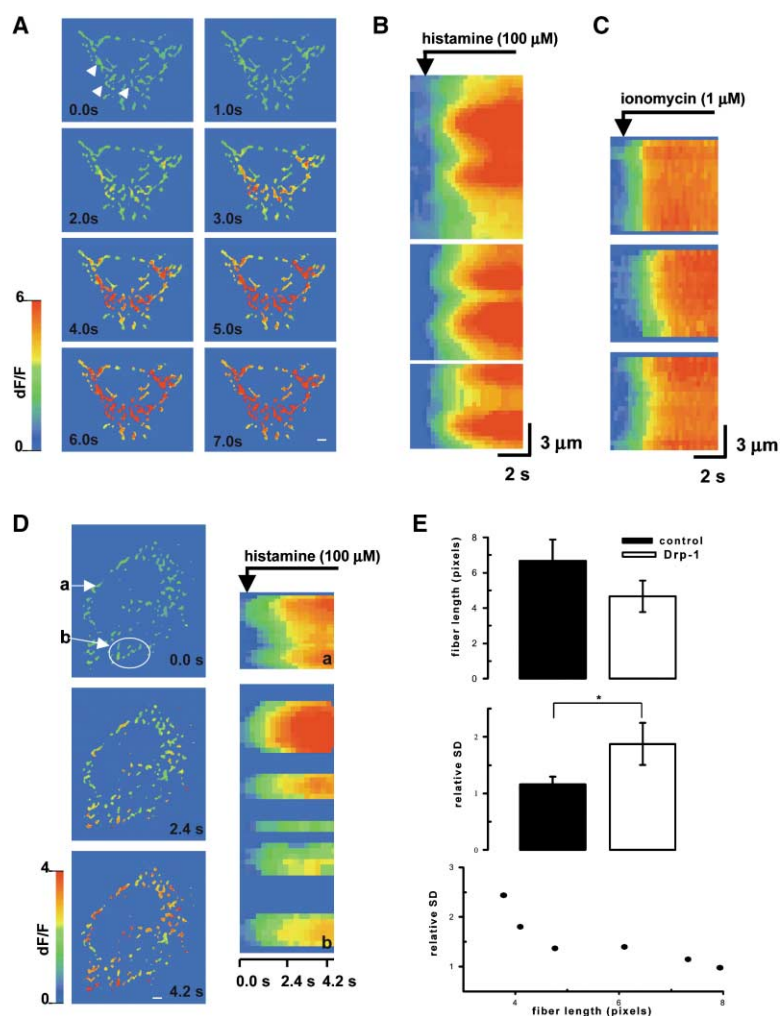 A
0.0s
1.0s
2.0s
3.0s
4.0s
5.0s
6.0s
7.0s
6
dF/F
0
B
histamine (100 μM)
3 μm
2 s
C
ionomycin (1 μM)
3 μm
2 s
D
a
b
0.0 s
2.4 s
4.2 s
4
dF/F
0
histamine (100 μM)
a
b
0.0 s 2.4 s 4.2 s
E
control
Drp-1
fiber length (pixels)
8
6
4
2
0
*
relative SD
2
1
0
relative SD
3
2
1
4 6 8
fiber length (pixels)